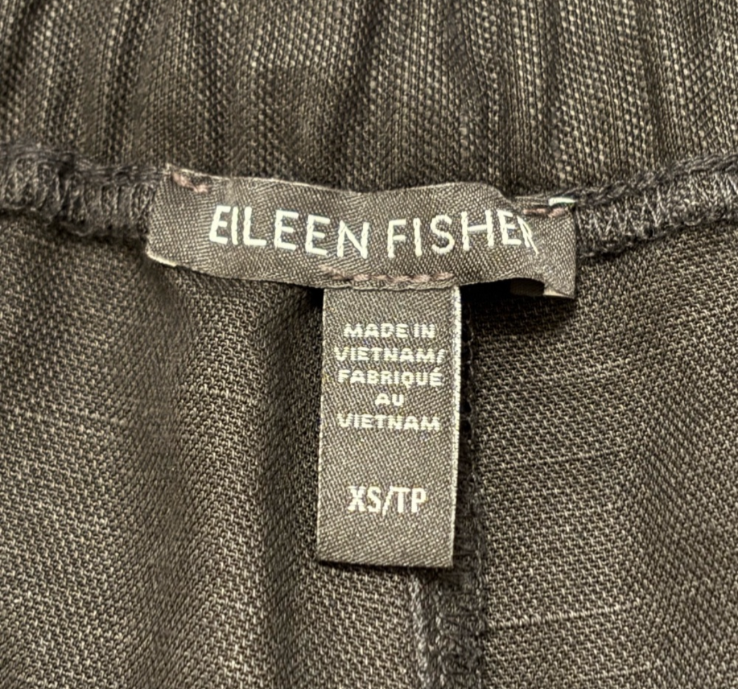 EILEEN FISHER
MADE IN
VIETNAM/
FABRIQUÉ
AU
VIETNAM
XS/TP